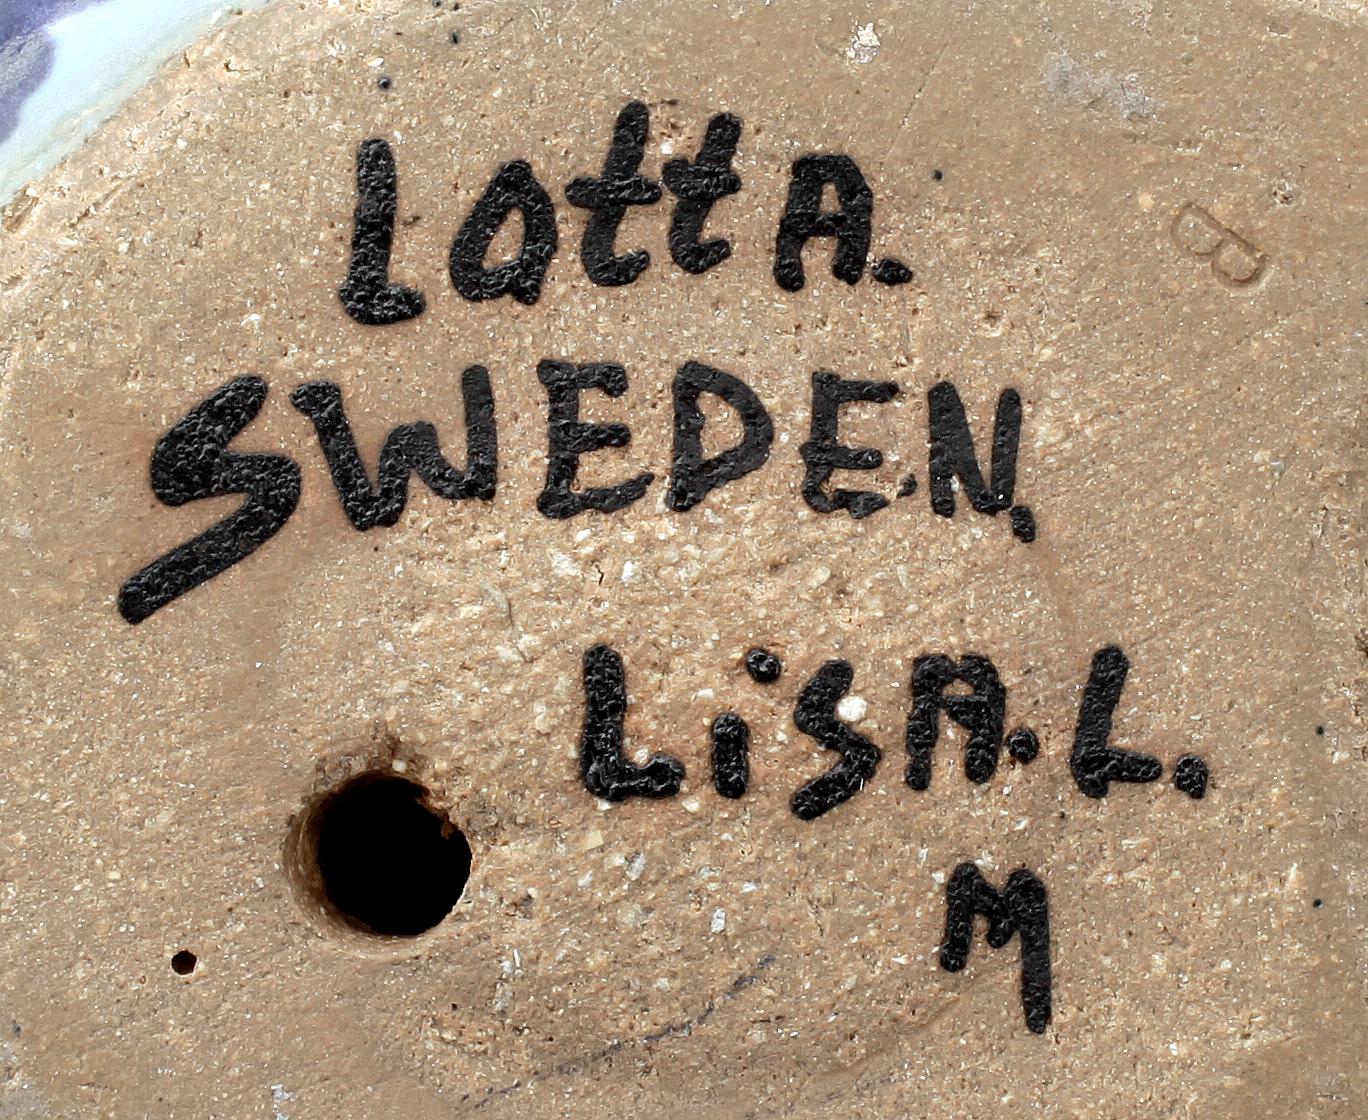 LottA.
SWEDEN,
LiSA.L.
M
B